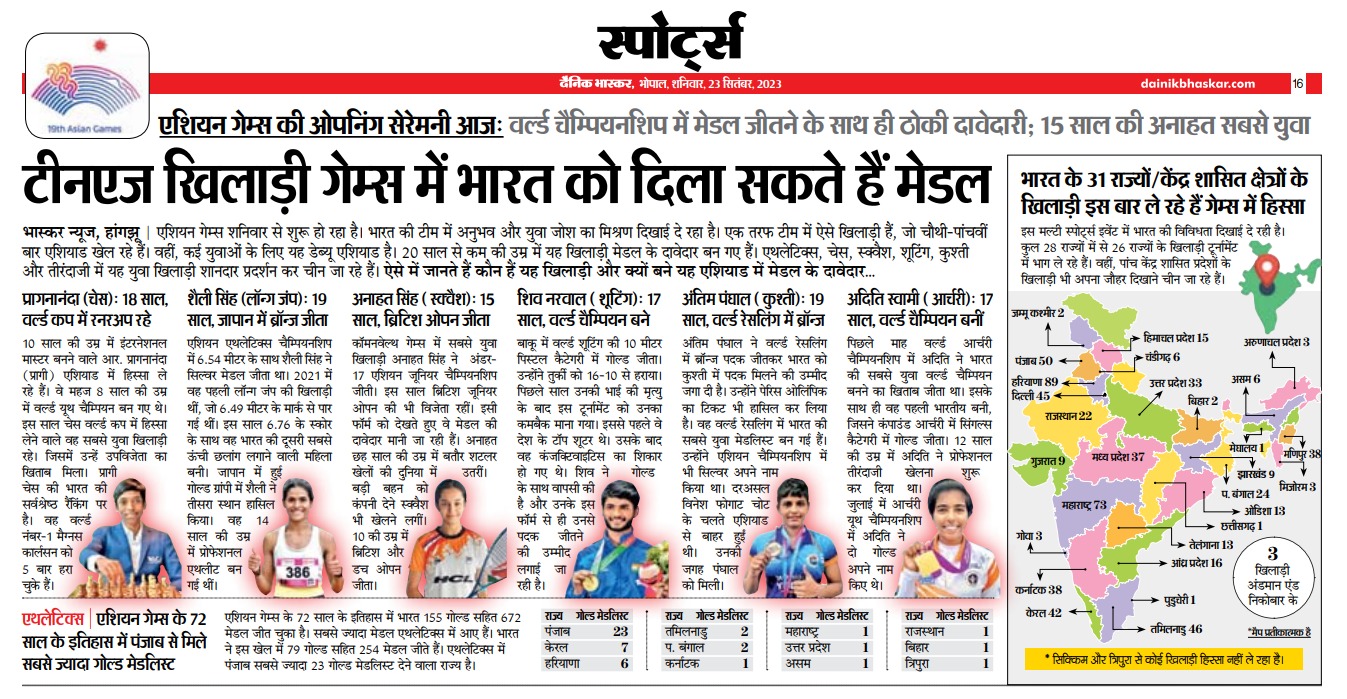 स्पोर्ट्स
19th Asian Games
दैनिक भास्कर, भोपाल, शनिवार, 23 सितंबर, 2023
dainikbhaskar.com
16
एशियन गेम्स की ओपनिंग सेरेमनी आजः वर्ल्ड चैम्पियनशिप में मेडल जीतने के साथ ही ठोकी दावेदारी; 15 साल की अनाहत सबसे युवा
टीनएज खिलाड़ी गेम्स में भारत को दिला सकते हैं मेडल
भास्कर न्यूज, हांगझू | एशियन गेम्स शनिवार से शुरू हो रहा है। भारत की टीम में अनुभव और युवा जोश का मिश्रण दिखाई दे रहा है। एक तरफ टीम में ऐसे खिलाड़ी हैं, जो चौथी-पांचवीं
बार एशियाड खेल रहे हैं। वहीं, कई युवाओं के लिए यह डेब्यू एशियाड है। 20 साल से कम की उम्र में यह खिलाड़ी मेडल के दावेदार बन गए हैं। एथलेटिक्स, चेस, स्क्वैश, शूटिंग, कुश्ती
और तीरंदाजी में यह युवा खिलाड़ी शानदार प्रदर्शन कर चीन जा रहे हैं। ऐसे में जानते हैं कौन हैं यह खिलाड़ी और क्यों बने यह एशियाड में मेडल के दावेदार...
प्रागनानंदा (चेस): 18 साल,
वर्ल्ड कप में रनरअप रहे
10 साल की उम्र में इंटरनेशनल
मास्टर बनने वाले आर. प्रागनानंदा
(प्रागी) एशियाड में हिस्सा ले
रहे हैं। वे महज 8 साल की उम्र
में वर्ल्ड यूथ चैम्पियन बन गए थे।
इस साल चेस वर्ल्ड कप में हिस्सा
लेने वाले वह सबसे युवा खिलाड़ी
रहे। जिसमें उन्हें उपविजेता का
खिताब मिला। प्रागी
चेस की भारत की
सर्वश्रेष्ठ रैंकिंग पर
है। वह वर्ल्ड
नंबर-1 मैगनस
कार्लसन को
5 बार हरा
चुके हैं।
शैली सिंह (लॉन्ग जंप): 19
साल, जापान में ब्रॉन्ज जीता
एशियन एथलेटिक्स चैम्पियनशिप
में 6.54 मीटर के साथ शैली सिंह ने
सिल्वर मेडल जीता था। 2021 में
वह पहली लॉन्ग जंप की खिलाड़ी
थीं, जो 6.49 मीटर के मार्क से पार
गई थीं। इस साल 6.76 के स्कोर
के साथ वह भारत की दूसरी सबसे
ऊंची छलांग लगाने वाली महिला
बनी। जापान में हुई
गोल्ड ग्रांपी में शैली ने
तीसरा स्थान हासिल
किया। वह 14
साल की उम्र
में प्रोफेशनल
एथलीट बन
गई थीं।
386
अनाहत सिंह ( स्क्वैश): 15
साल, ब्रिटिश ओपन जीता
कॉमनवेल्थ गेम्स में सबसे युवा
खिलाड़ी अनाहत सिंह ने अंडर-
17 एशियन जूनियर चैम्पियनशिप
जीती। इस साल ब्रिटिश जूनियर
ओपन की भी विजेता रहीं। इसी
फॉर्म को देखते हुए वे मेडल की
दावेदार मानी जा रही हैं। अनाहत
छह साल की उम्र में बतौर शटलर
खेलों की दुनिया में उतरीं।
बड़ी बहन को
देख उसने स्क्वैश
भी खेलने लगीं।
10 की उम्र में
ब्रिटिश और
डच ओपन
जीता।
HCL
शिव नरवाल ( शूटिंग): 17
साल, वर्ल्ड चैम्पियन बने
बाकू में वर्ल्ड शूटिंग की 10 मीटर
पिस्टल कैटेगरी में गोल्ड जीता।
उन्होंने तुर्की को 16-10 से हराया।
पिछले साल उनकी भाई की मृत्यु
के बाद इस टूर्नामेंट को उनका
कमबैक माना गया। इससे पहले वे
देश के टॉप शूटर थे। उसके बाद
वह कंजक्टिवाइटिस का शिकार
हो गए थे। शिव ने गोल्ड
के साथ वापसी की
है और उनके इस
फॉर्म से ही उनसे
पदक जीतने
की उम्मीद
जताई जा
रही है।
अंतिम पंघाल (कुश्ती): 19
साल, वर्ल्ड रेसलिंग में ब्रॉन्ज
अंतिम पंघाल ने वर्ल्ड रेसलिंग
में ब्रॉन्ज पदक जीतकर भारत को
कुश्ती में पदक मिलने की उम्मीद
जगा दी है। उन्होंने पेरिस ओलिंपिक
का टिकट भी हासिल कर लिया
है। वह वर्ल्ड रेसलिंग में भारत की
सबसे युवा मेडलिस्ट बन गई हैं।
उन्होंने एशियन चैम्पियनशिप में
भी सिल्वर अपने नाम
किया था। दरअसल
विनेश फोगाट चोट
के चलते एशियाड
से बाहर हुई
थी। उनकी
जगह पंघाल
को मिली।
अदिति स्वामी ( आर्चरी): 17
साल, वर्ल्ड चैम्पियन बनीं
पिछले माह वर्ल्ड आर्चरी
चैम्पियनशिप में अदिति ने भारत
की सबसे युवा वर्ल्ड चैम्पियन
बनने का खिताब जीता था। इसके
साथ ही वह पहली भारतीय बनी,
जिसने कंपाउंड आर्चरी में सिंगल्स
कैटेगरी में गोल्ड जीता। 12 साल
की उम्र में अदिति ने प्रोफेशनल
तीरंदाजी खेलना शुरू
कर दिया था।
जुलाई में आर्चरी
यूथ चैम्पियनशिप
में अदिति ने
दो गोल्ड
अपने नाम
किए थे।
भारत के 31 राज्यों/केंद्र शासित क्षेत्रों के
खिलाड़ी इस बार ले रहे हैं गेम्स में हिस्सा
इस मल्टी स्पोर्ट्स इवेंट में भारत की विविधता दिखाई दे रही है।
कुल 28 राज्यों में से 26 राज्यों के खिलाड़ी टूर्नामेंट
में भाग ले रहे हैं। वहीं, पांच केंद्र शासित प्रदेशों के
खिलाड़ी भी अपना जौहर दिखाने चीन जा रहे हैं।
जम्मू कश्मीर 2
हिमाचल प्रदेश 15
अरुणाचल प्रदेश 3
पंजाब 50
चंडीगढ़ 6
हरियाणा 89
दिल्ली 45
उत्तर प्रदेश 33
असम 6
राजस्थान 22
बिहार 2
मेघालय 1
मणिपुर 38
गुजरात 9
मध्य प्रदेश 37
झारखंड 9
मिजोरम 3
प. बंगाल 24
महाराष्ट्र 73
ओडिशा 13
छत्तीसगढ़ 1
तेलंगाना 13
गोवा 3
आंध्र प्रदेश 16
3
खिलाड़ी
अंडमान एंड
निकोबार के
कर्नाटक 38
पुडुचेरी 1
केरल 42
तमिलनाडु 46
*मैप प्रतीकात्मक है
* सिक्किम और त्रिपुरा से कोई खिलाड़ी हिस्सा नहीं ले रहा है।
एथलेटिक्स | एशियन गेम्स के 72
साल के इतिहास में पंजाब से मिले
सबसे ज्यादा गोल्ड मेडलिस्ट
एशियन गेम्स के 72 साल के इतिहास में भारत 155 गोल्ड सहित 672
मेडल जीत चुका है। सबसे ज्यादा मेडल एथलेटिक्स में आए हैं। भारत
ने इस खेल में 79 गोल्ड सहित 254 मेडल जीते हैं। एथलेटिक्स में
पंजाब सबसे ज्यादा 23 गोल्ड मेडलिस्ट देने वाला राज्य है।
राज्य गोल्ड मेडलिस्ट
पंजाब 23
केरल 7
हरियाणा 6
राज्य गोल्ड मेडलिस्ट
तमिलनाडु 2
प. बंगाल 2
कर्नाटक 1
राज्य गोल्ड मेडलिस्ट
महाराष्ट्र 1
उत्तर प्रदेश 1
असम 1
राज्य गोल्ड मेडलिस्ट
राजस्थान 1
बिहार 1
त्रिपुरा 1